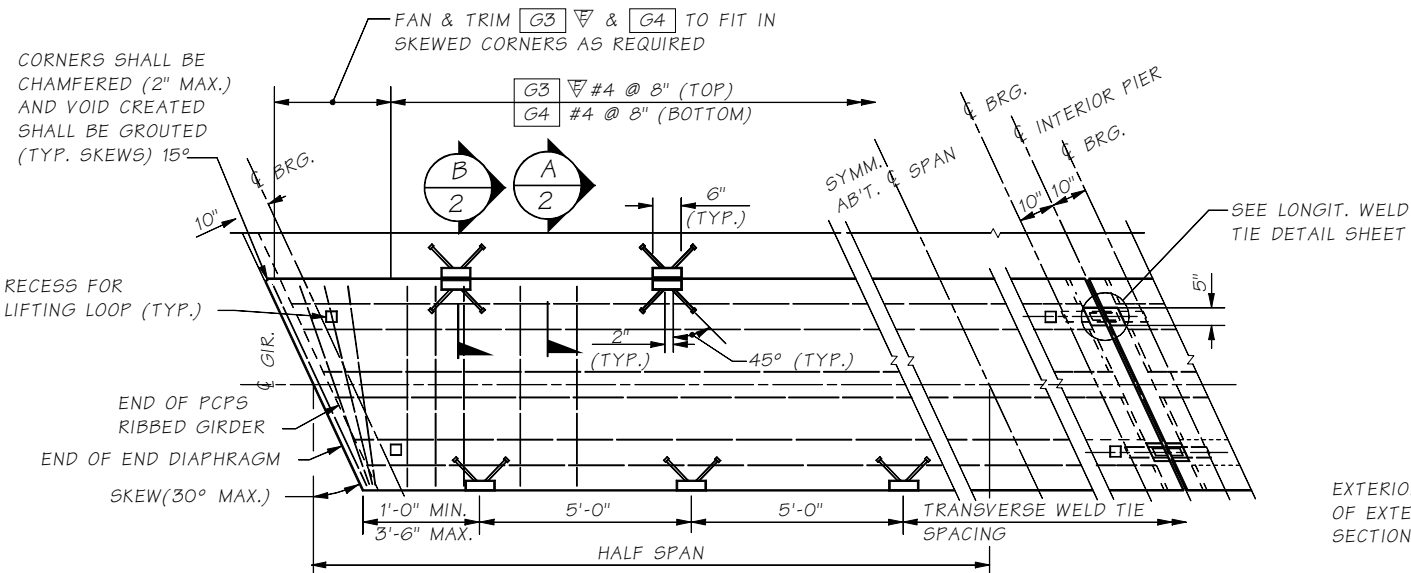 FAN & TRIM G3 E & G4 TO FIT IN
SKEWED CORNERS AS REQUIRED
CORNERS SHALL BE
CHAMFERED (2" MAX.)
AND VOID CREATED
SHALL BE GROUTED
(TYP. SKEWS) 15°
G3 E #4 @ 8" (TOP)
G4 #4 @ 8" (BOTTOM)
℄ BRG.
℄ INTERIOR PIER
℄ BRG.
℄ BRG.
B
2
A
2
6"
(TYP.)
SYMM.
AB'T. ℄ SPAN
10"
10"
10"
SEE LONGIT. WELD
TIE DETAIL SHEET
RECESS FOR
LIFTING LOOP (TYP.)
5"
2"
(TYP.)
45° (TYP.)
℄ GIR.
END OF PCPS
RIBBED GIRDER
END OF END DIAPHRAGM
SKEW(30° MAX.)
1'-0" MIN.
3'-6" MAX.
5'-0"
5'-0"
TRANSVERSE WELD TIE
SPACING
HALF SPAN
EXTERIO
OF EXTE
SECTION